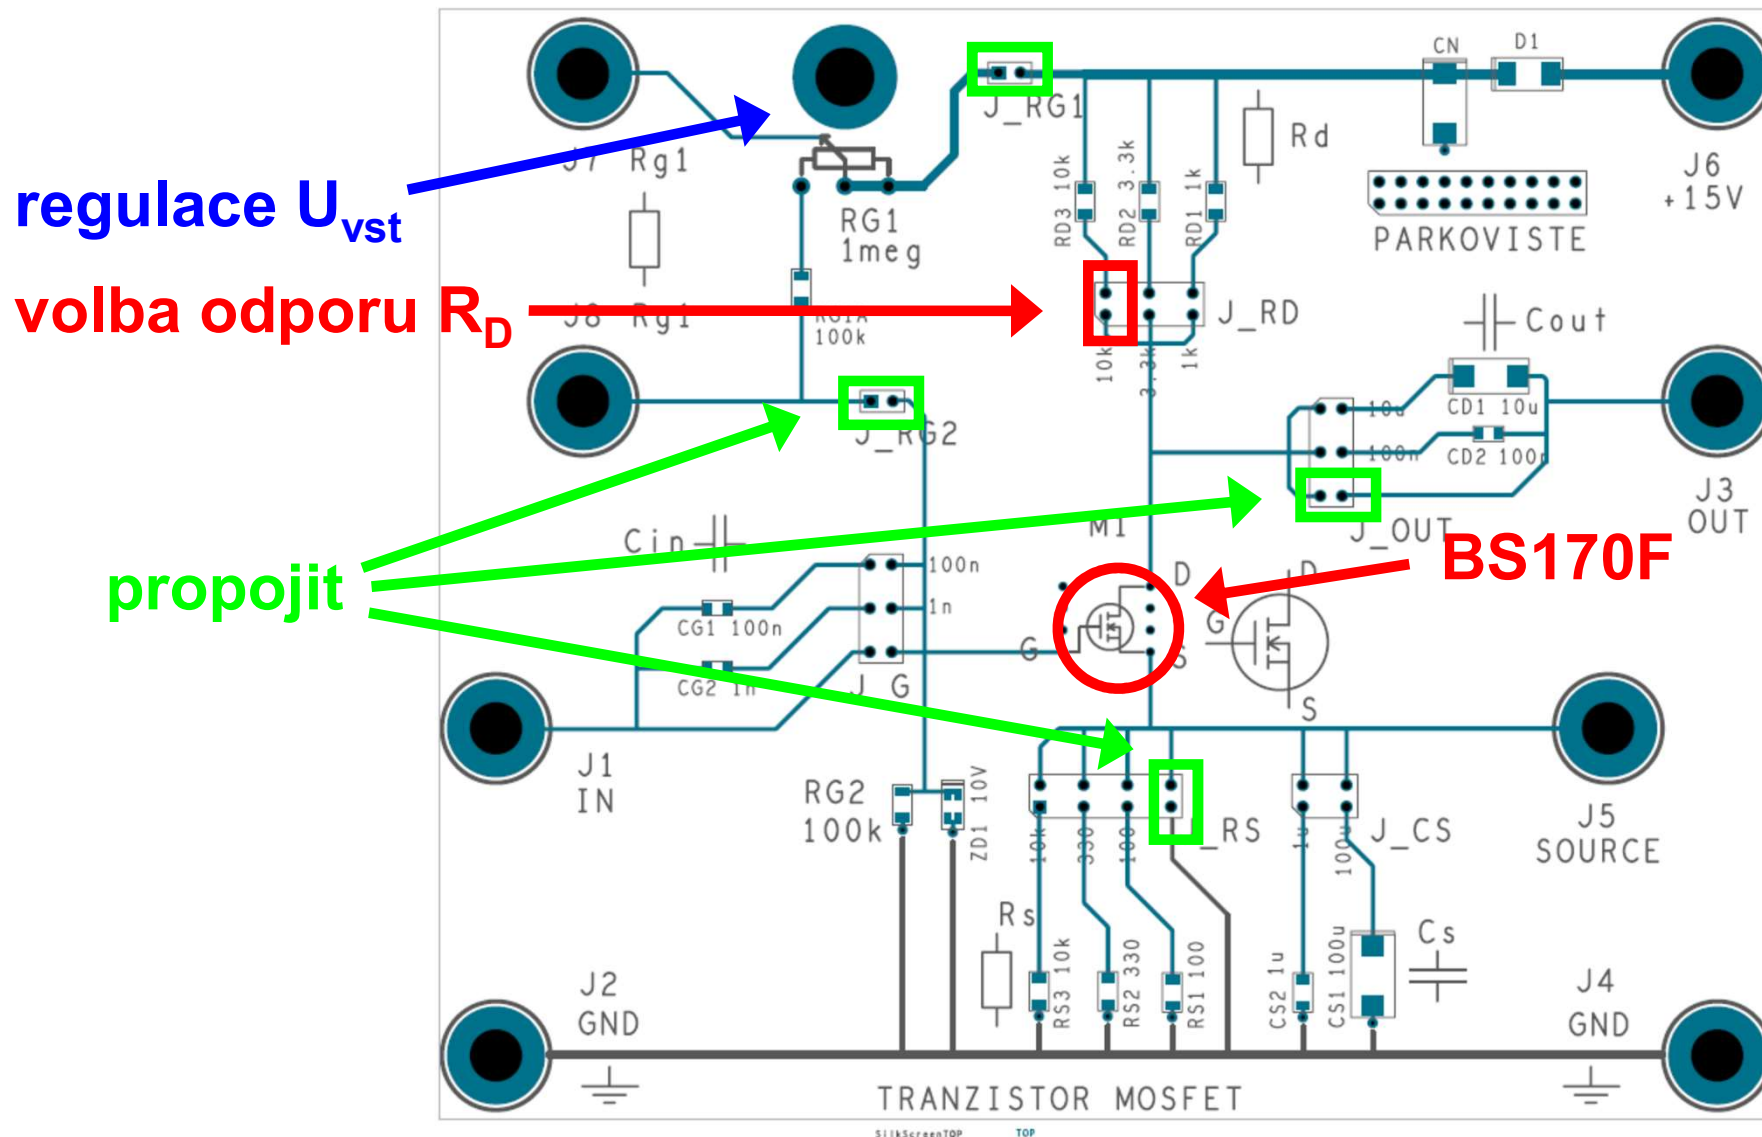 CN
D1
J_RG1
Rd
J7 Rg1
J6
+15V
regulace Uvst
RD3 10k
RD2 3.3k
RD1 1k
RG1
1meg
PARKOVISTE
volba odporu RD
J8 Rg1
RG1A
100k
J_RD
Cout
10k
3.3k
1k
10u
CD1 10u
J_RG2
100n
CD2 100n
J3
OUT
M1
J_OUT
Cin
BS170F
propojit
100n
D
D
1n
CG1 100n
G
G
S
CG2 1n
J_G
S
J1
IN
RG2
100k
ZD1 10V
10k
330
100
J_RS
1u
100u
J_CS
J5
SOURCE
Rs
RS3 10k
RS2 330
RS1 100
CS2 1u
CS1 100u
Cs
J2
GND
J4
GND
TRANZISTOR MOSFET
SilkScreenTOP
TOP